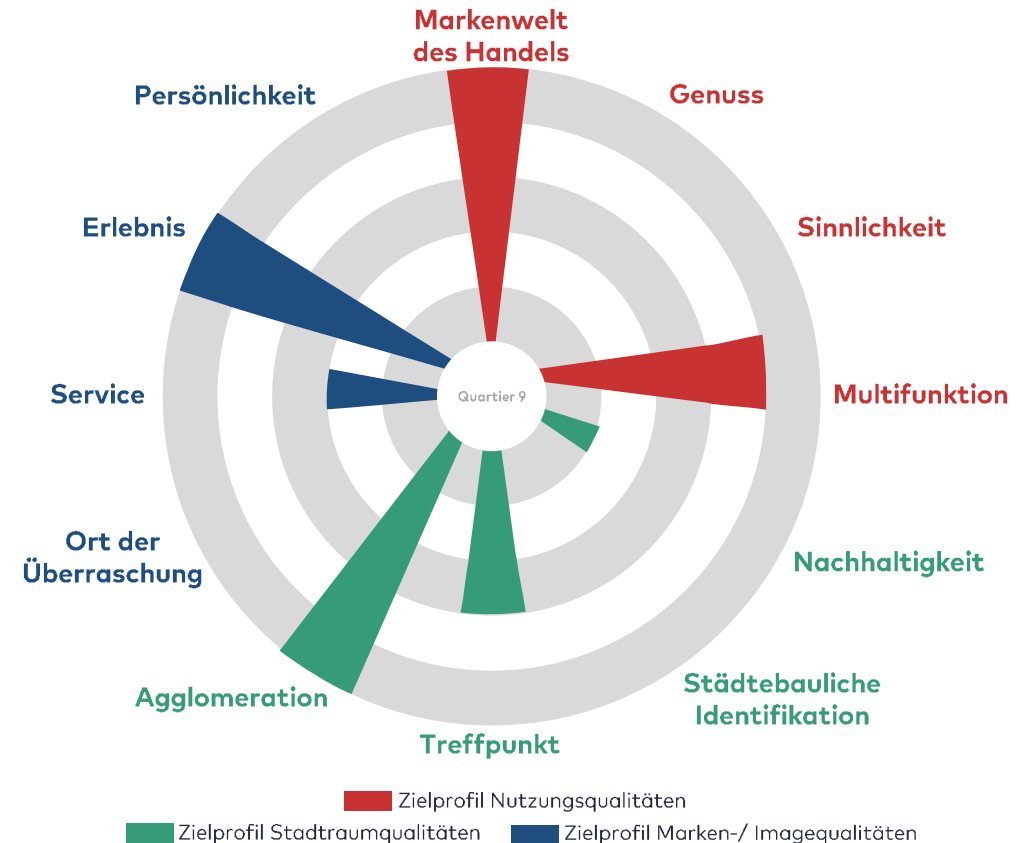 Markenwelt
des Handels
Persönlichkeit
Genuss
Erlebnis
Sinnlichkeit
Service
Quartier 9
Multifunktion
Ort der
Überraschung
Nachhaltigkeit
Agglomeration
Städtebauliche
Identifikation
Treffpunkt
Zielprofil Nutzungsqualitäten
Zielprofil Stadtraumqualitäten
Zielprofil Marken-/ Imagequalitäten